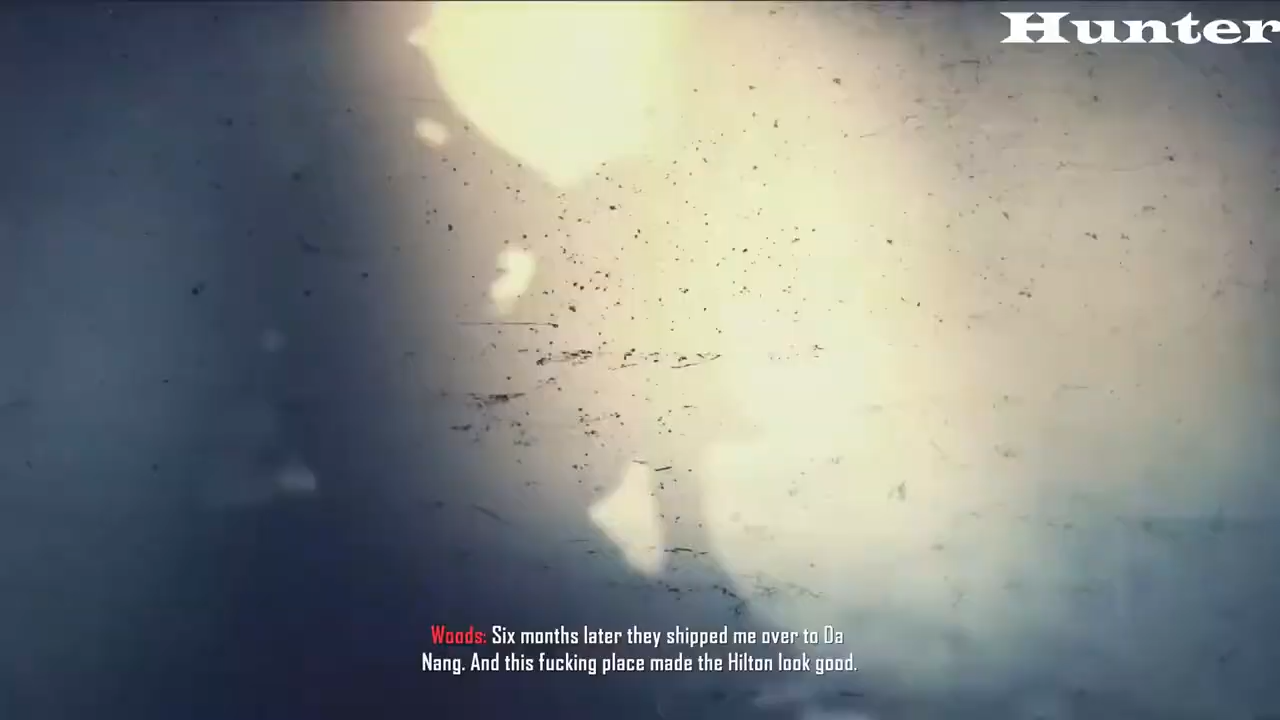 Hunter
Woods: Six months later they shipped me over to Da
Nang. And this fucking place made the Hilton look good.